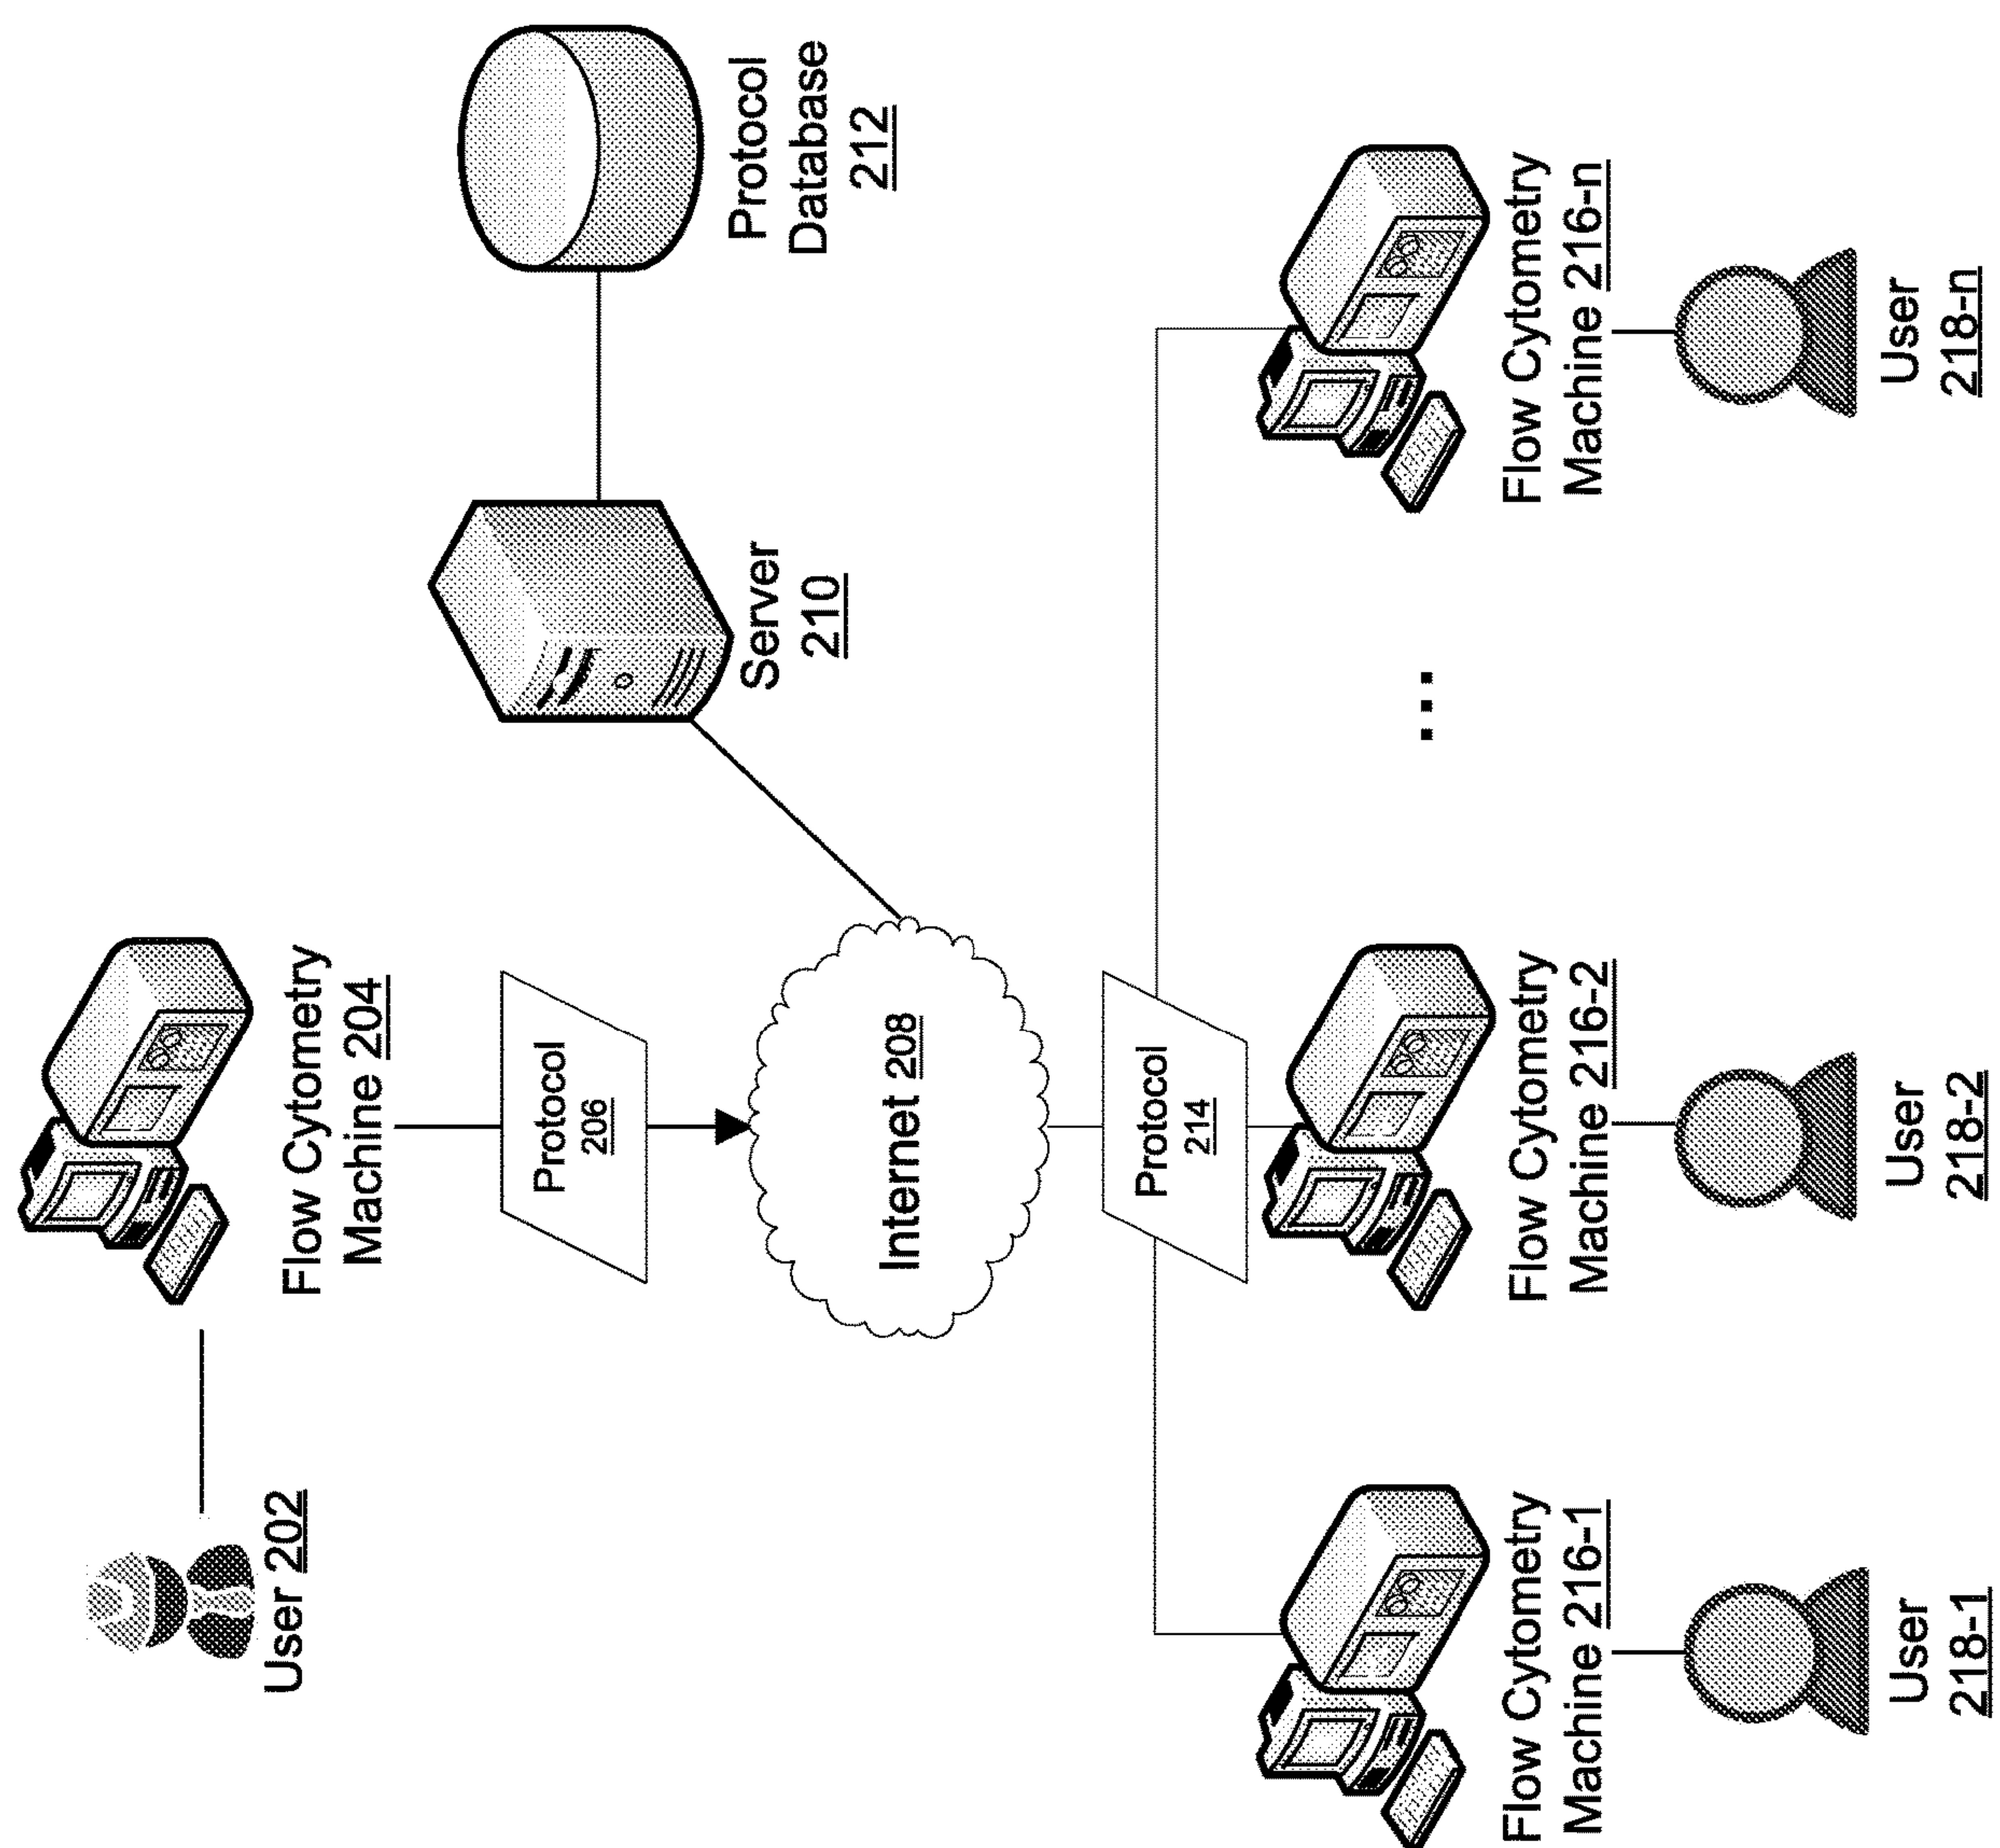 User 202
Flow Cytometry
Machine 204
Protocol
206
Internet 208
Server
210
Protocol
Database
212
Protocol
214
Flow Cytometry
Machine 216-1
Flow Cytometry
Machine 216-2
...
Flow Cytometry
Machine 216-n
User
218-1
User
218-2
User
218-n